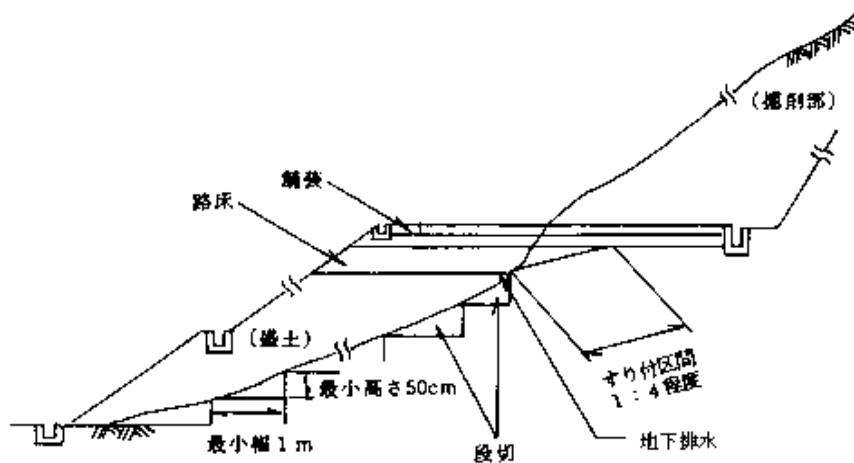 (掘削部)
舗装
路床
(盛土)
すり付区間
1:4程度
最小高さ50cm
最小幅1m
段切
地下排水